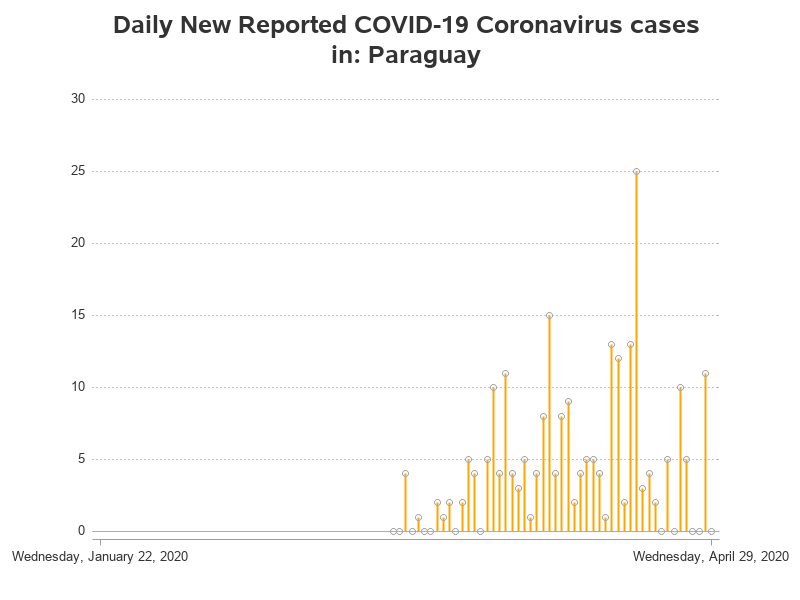 Daily New Reported COVID-19 Coronavirus cases
in: Paraguay
30
25
20
15
10
5
0
Wednesday, January 22, 2020 Wednesday, April 29, 2020